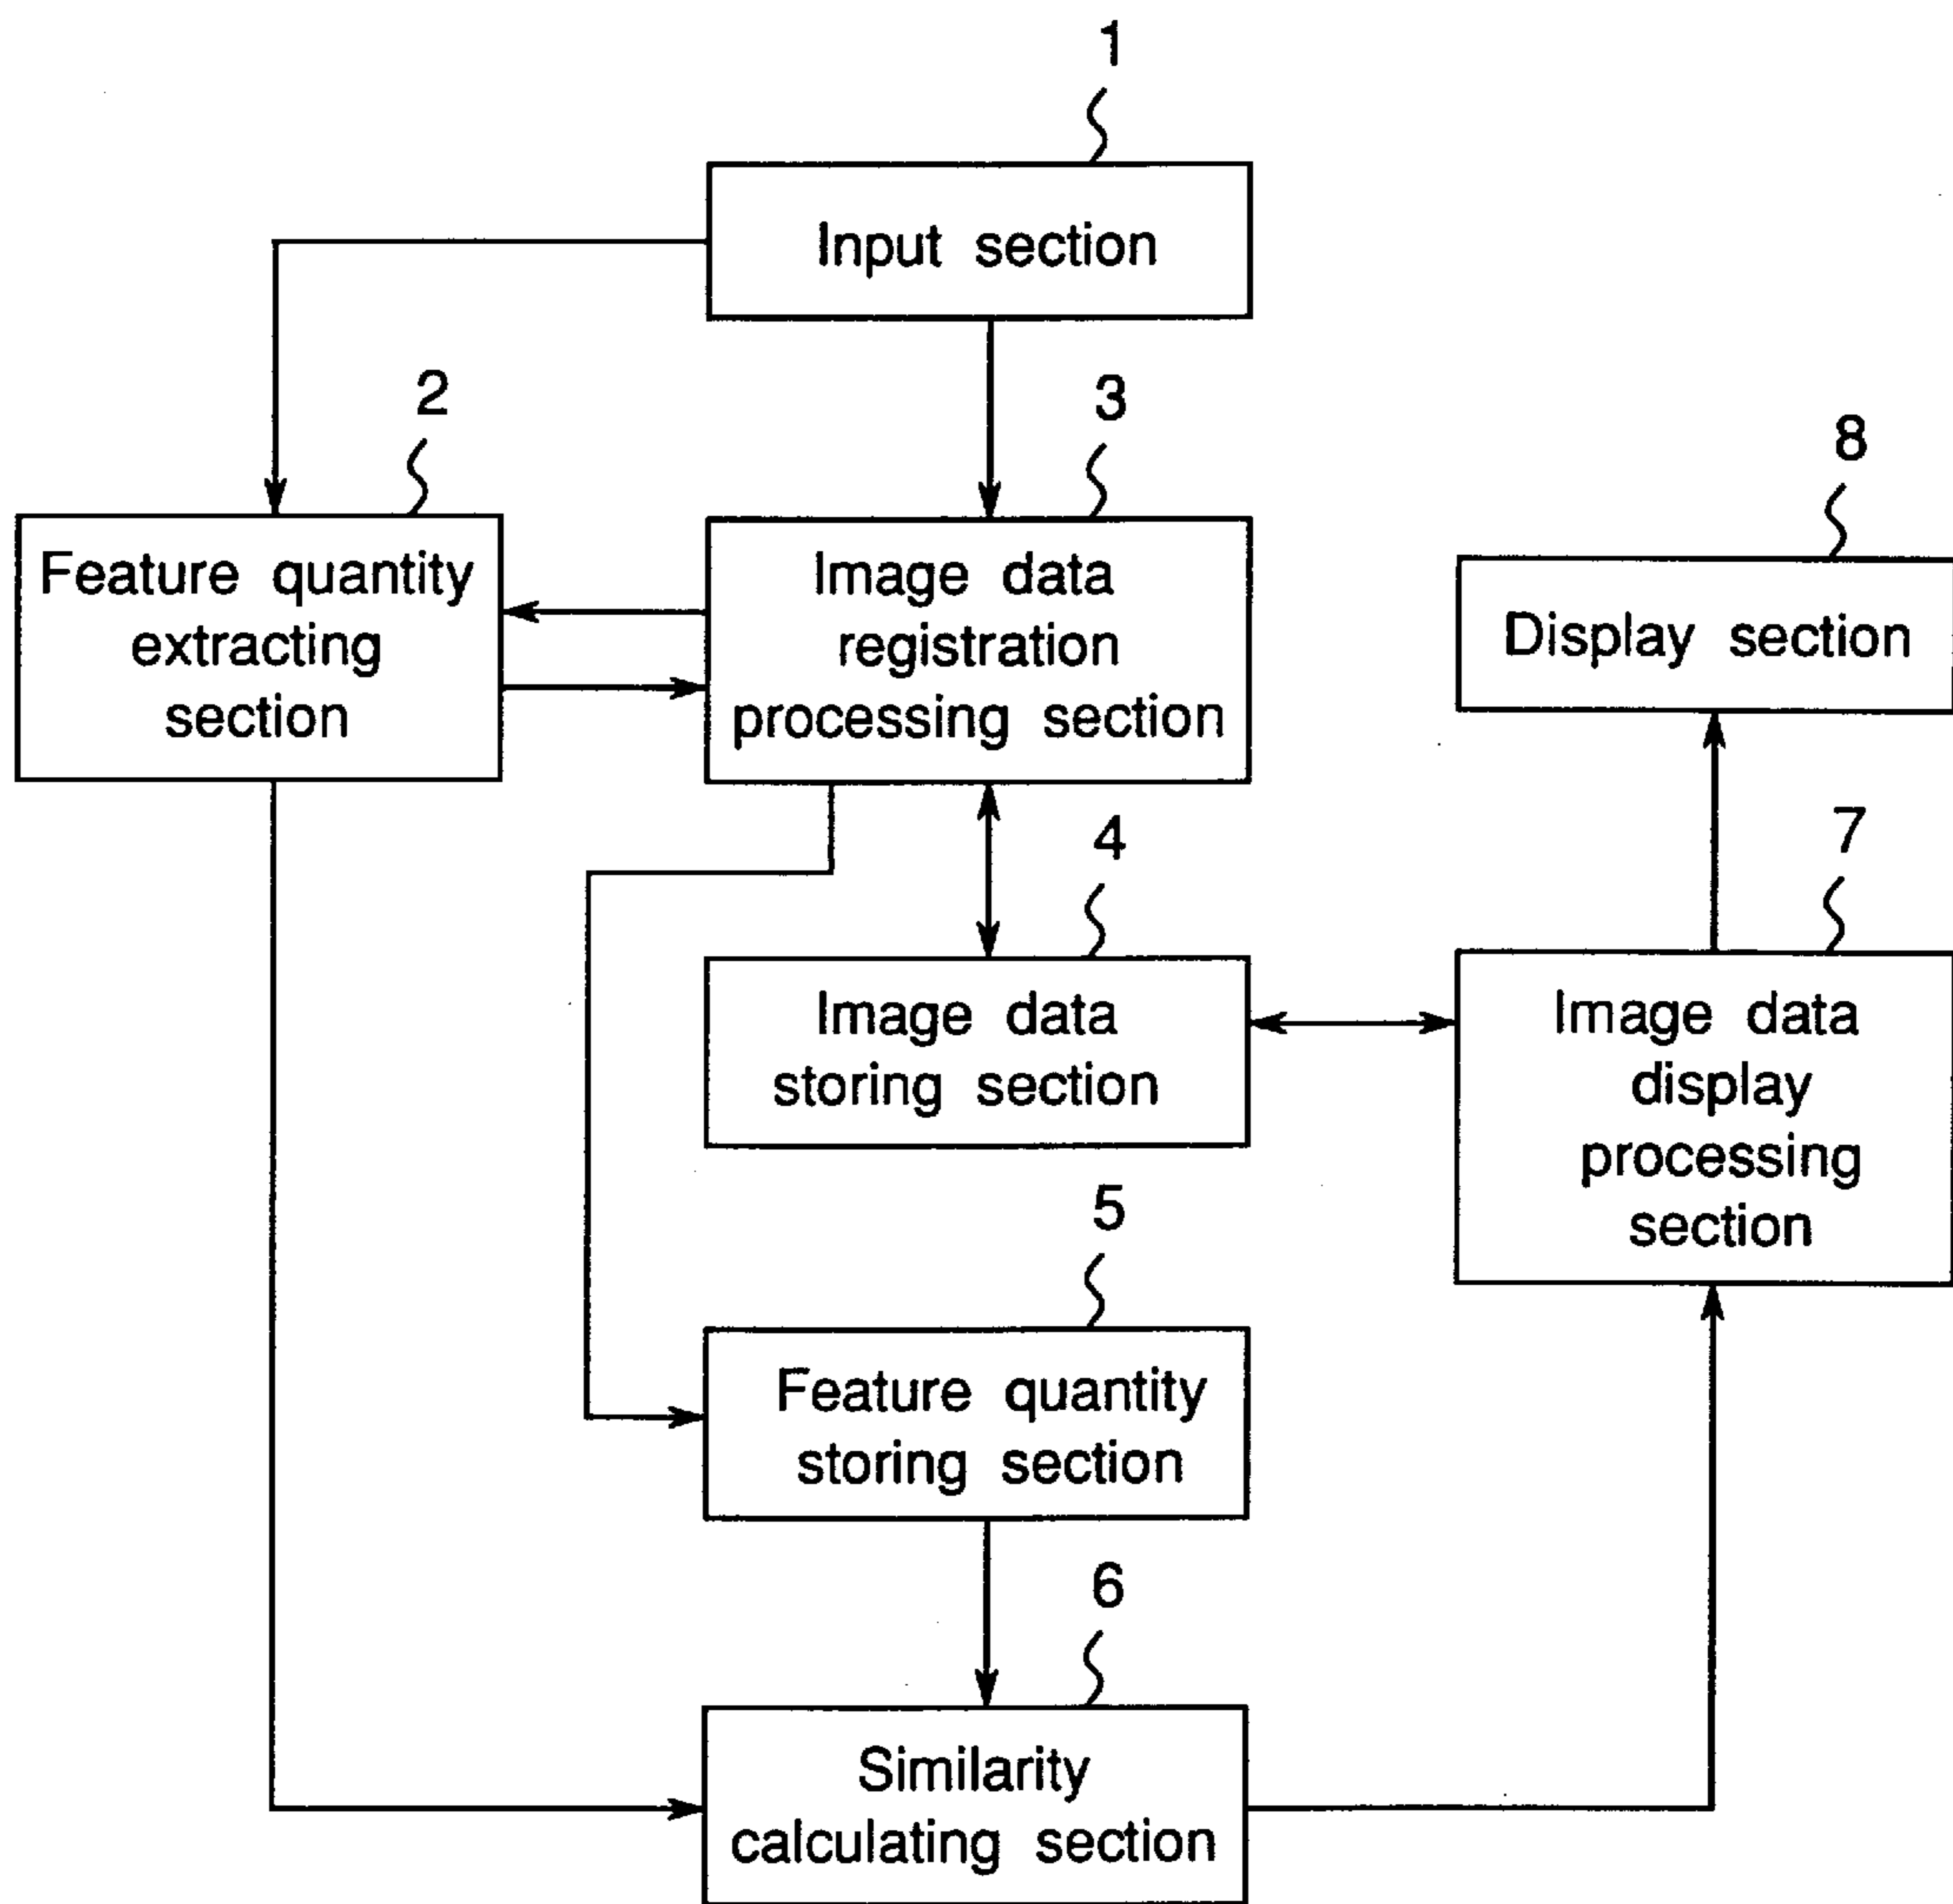 1
Input section
2
Feature quantity
extracting
section
3
Image data
registration
processing section
8
Display section
4
Image data
storing section
7
Image data
display
processing
section
5
Feature quantity
storing section
6
Similarity
calculating section